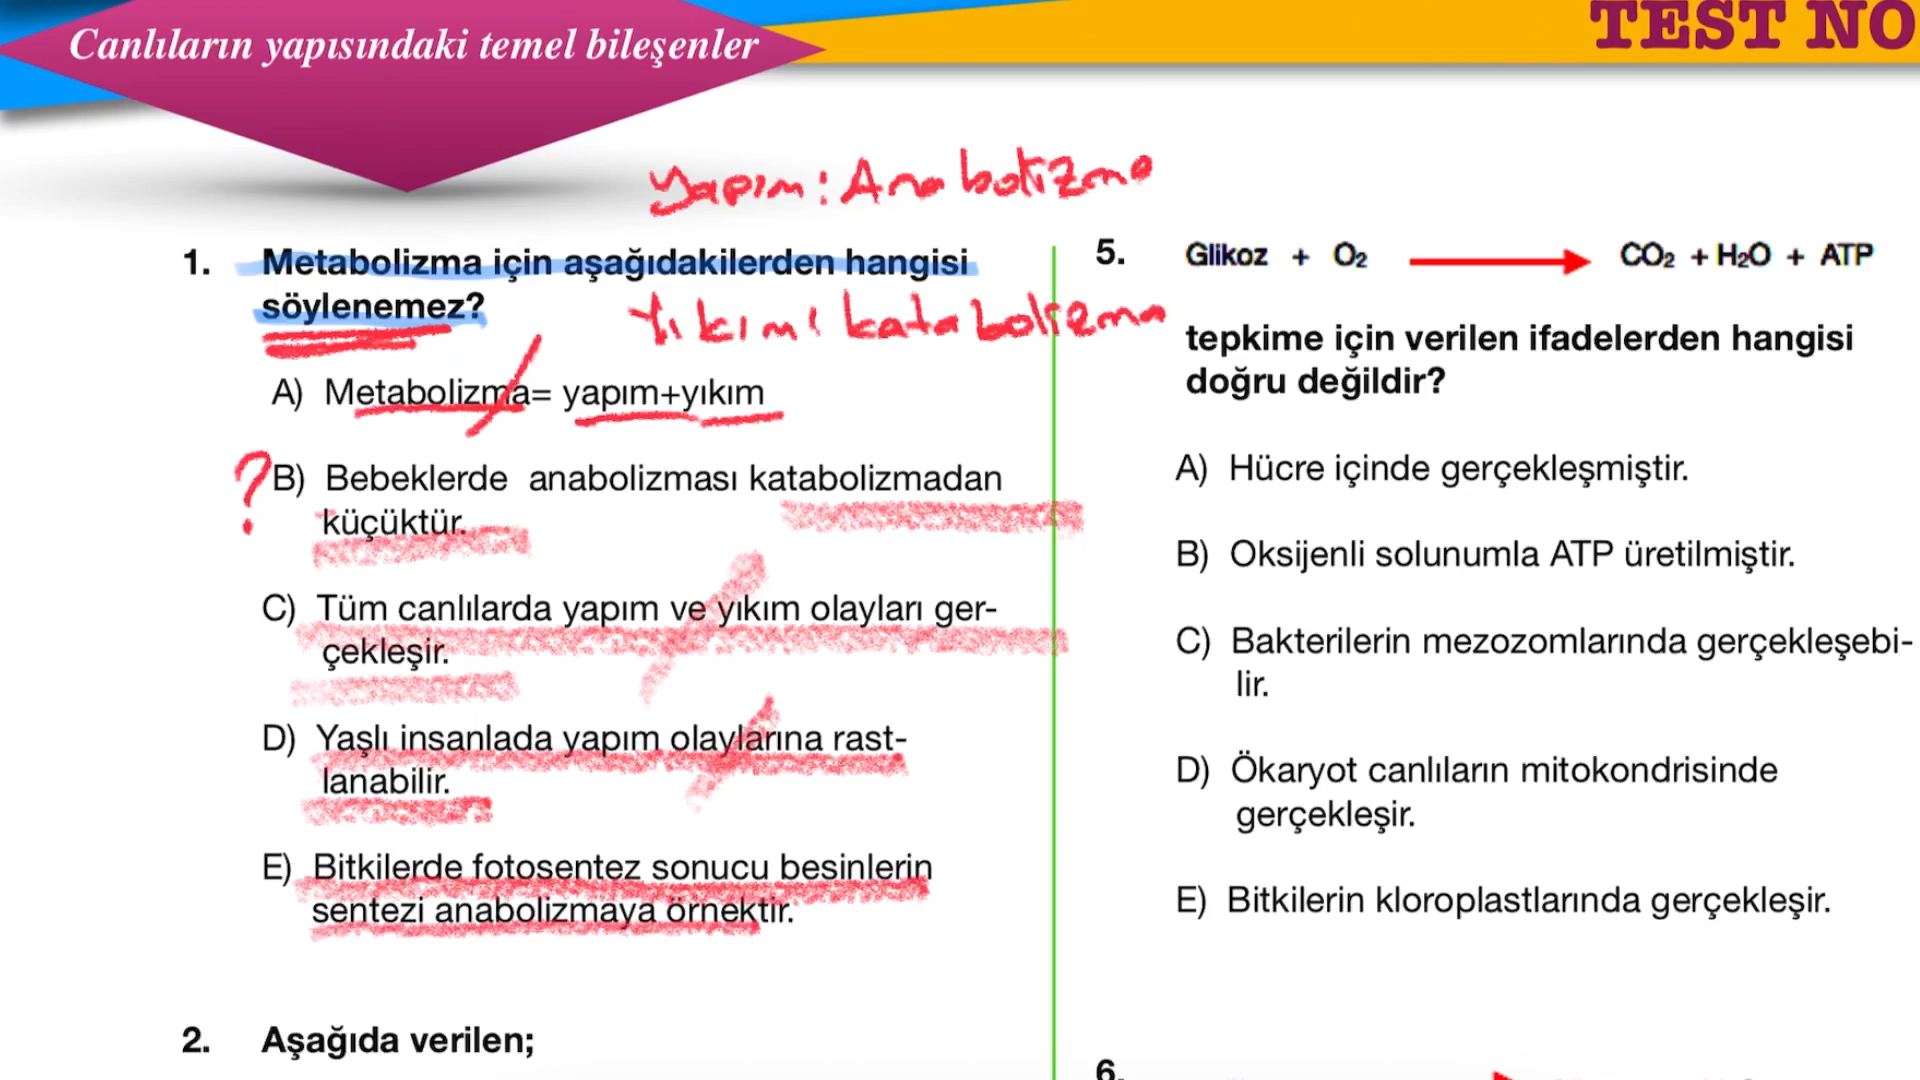 Canlıların yapısındaki temel bileşenler
TEST NO
Yapım: Anabolizma
1. Metabolizma için aşağıdakilerden hangisi
söylenemez?
Yıkım: katabolizma
A) Metabolizma= yapım+yıkım
? B) Bebeklerde anabolizması katabolizmadan
küçüktür.
C) Tüm canlılarda yapım ve yıkım olayları ger-
çekleşir.
D) Yaşlı insanlada yapım olaylarına rast-
lanabilir.
E) Bitkilerde fotosentez sonucu besinlerin
sentezi anabolizmaya örnektir.
2. Aşağıda verilen;
5. Glikoz + O₂ → CO₂ + H₂O + ATP
tepkime için verilen ifadelerden hangisi
doğru değildir?
A) Hücre içinde gerçekleşmiştir.
B) Oksijenli solunumla ATP üretilmiştir.
C) Bakterilerin mezozomlarında gerçekleşebi-
lir.
D) Ökaryot canlıların mitokondrisinde
gerçekleşir.
E) Bitkilerin kloroplastlarında gerçekleşir.
6.